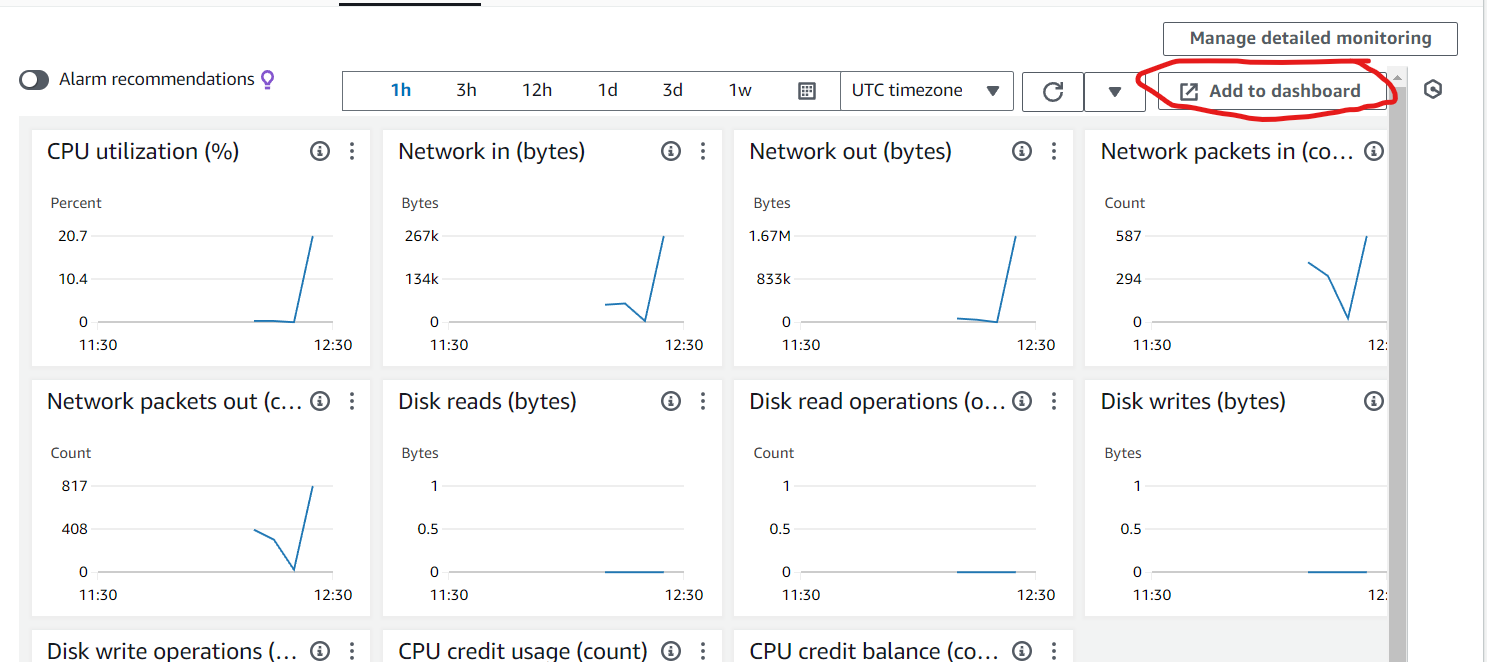 Manage detailed monitoring
Alarm recommendations
1h 3h 12h 1d 3d 1w UTC timezone Add to dashboard
CPU utilization (%)
Percent
20.7
10.4
0
11:30 12:30
Network in (bytes)
Bytes
267k
134k
0
11:30 12:30
Network out (bytes)
Bytes
1.67M
833k
0
11:30 12:30
Network packets in (co...
Count
587
294
0
11:30 12:
Network packets out (c...
Count
817
408
0
11:30 12:30
Disk reads (bytes)
Bytes
1
0.5
0
11:30 12:30
Disk read operations (o...
Count
1
0.5
0
11:30 12:30
Disk writes (bytes)
Bytes
1
0.5
0
11:30 12:
Disk write operations (...
CPU credit usage (count)
CPU credit balance (co...